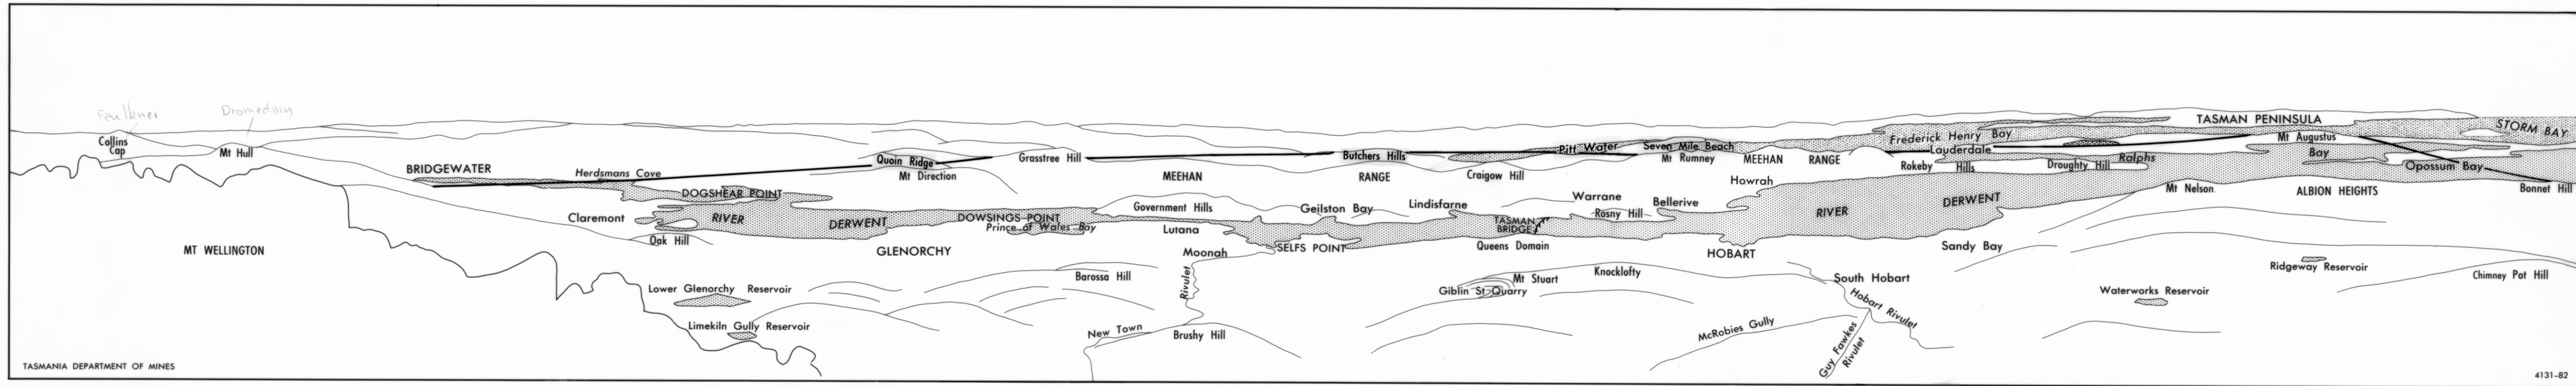 Faulkner
Dromedary
Collins
Cap
Mt Hull
BRIDGEWATER
Herdsmans Cove
Quoin Ridge
Mt Direction
Grasstree Hill
MEEHAN
Butchers Hills
RANGE
Craigow Hill
Pitt Water
Seven Mile Beach
Mt Rumney
MEEHAN RANGE
Frederick Henry Bay
Lauderdale
Rokeby Hills
Droughty Hill
Ralphs
Bay
TASMAN PENINSULA
Mt Augustus
STORM BAY
Opossum Bay
Bonnet Hill
Mt Nelson
ALBION HEIGHTS
DOGSHEAR POINT
Claremont
RIVER DERWENT
Oak Hill
GLENORCHY
DOWSINGS POINT
Prince of Wales Bay
Government Hills
Lutana
Geilston Bay
Lindisfarne
Warrane
Rosny Hill
Bellerive
Howrah
TASMAN
BRIDGE
RIVER DERWENT
Moonah
SELFS POINT
Queens Domain
HOBART
Sandy Bay
MT WELLINGTON
Lower Glenorchy Reservoir
Limekiln Gully Reservoir
Barossa Hill
New Town
Rivulet
Brushy Hill
Mt Stuart
Giblin St Quarry
Knocklofty
McRobies Gully
South Hobart
Hobart Rivulet
Guy Fawkes
Rivulet
Waterworks Reservoir
Ridgeway Reservoir
Chimney Pot Hill
TASMANIA DEPARTMENT OF MINES
4131-82